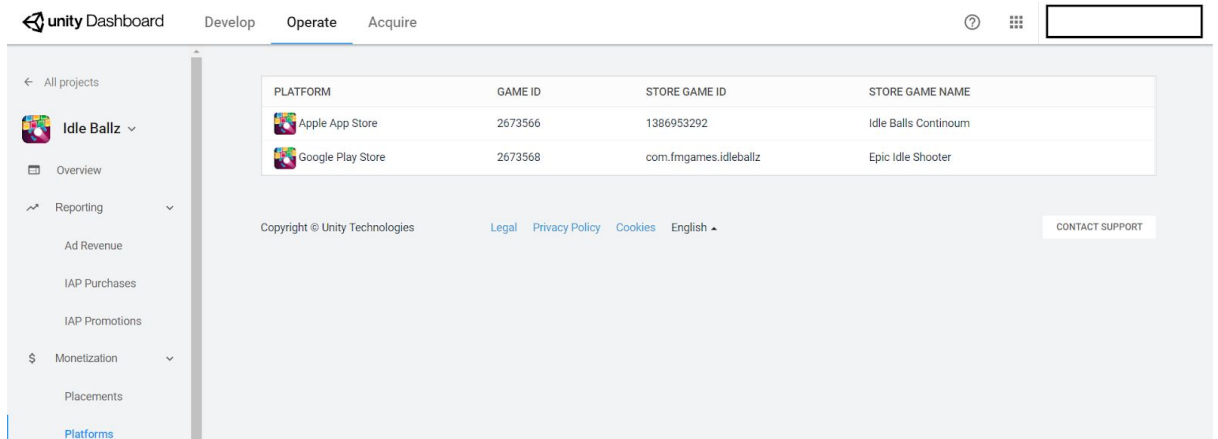 unity Dashboard Develop Operate Acquire
← All projects
Idle Ballz
Overview
Reporting
Ad Revenue
IAP Purchases
IAP Promotions
$ Monetization
Placements
Platforms
PLATFORM GAME ID STORE GAME ID STORE GAME NAME
Apple App Store 2673566 1386953292 Idle Balls Continoum
Google Play Store 2673568 com.fmgames.idleballz Epic Idle Shooter
Copyright © Unity Technologies Legal Privacy Policy Cookies English CONTACT SUPPORT